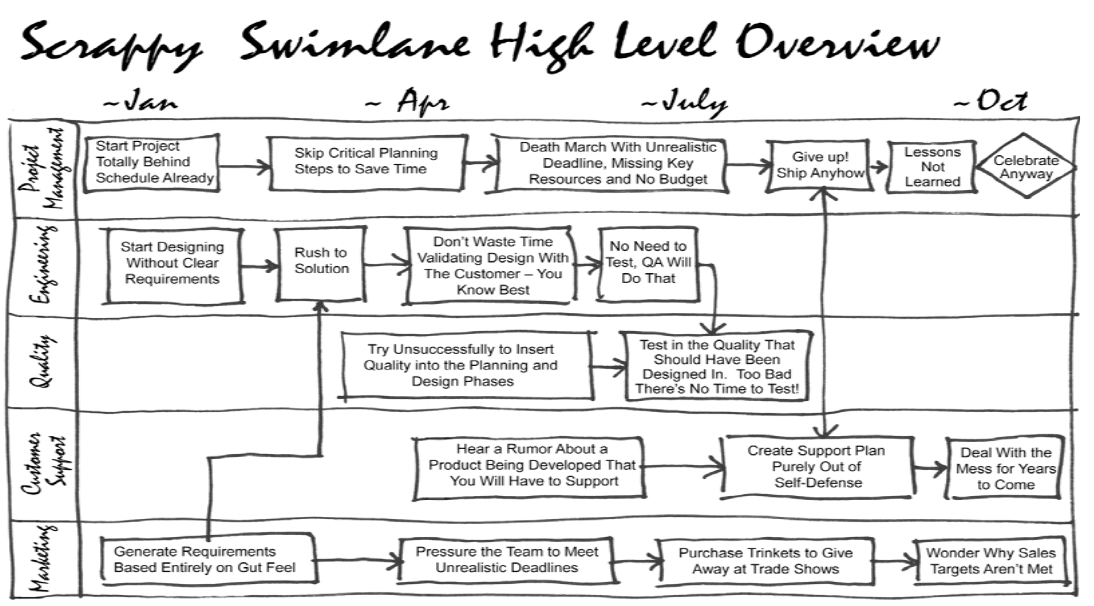 Scrappy Swimlane High Level Overview
~Jan
~ Apr
~July
~Oct
Project
Management
Start Project
Totally Behind
Schedule Already
Skip Critical Planning
Steps to Save Time
Death March With Unrealistic
Deadline, Missing Key
Resources and No Budget
Give up!
Ship Anyhow
Lessons
Not
Learned
Celebrate
Anyway
Engineering
Start Designing
Without Clear
Requirements
Rush to
Solution
Don't Waste Time
Validating Design With
The Customer – You
Know Best
No Need to
Test, QA Will
Do That
Quality
Try Unsuccessfully to Insert
Quality into the Planning and
Design Phases
Test in the Quality That
Should Have Been
Designed In. Too Bad
There's No Time to Test!
Customer
Support
Hear a Rumor About a
Product Being Developed That
You Will Have to Support
Create Support Plan
Purely Out of
Self-Defense
Deal With the
Mess for Years
to Come
Marketing
Generate Requirements
Based Entirely on Gut Feel
Pressure the Team to Meet
Unrealistic Deadlines
Purchase Trinkets to Give
Away at Trade Shows
Wonder Why Sales
Targets Aren't Met